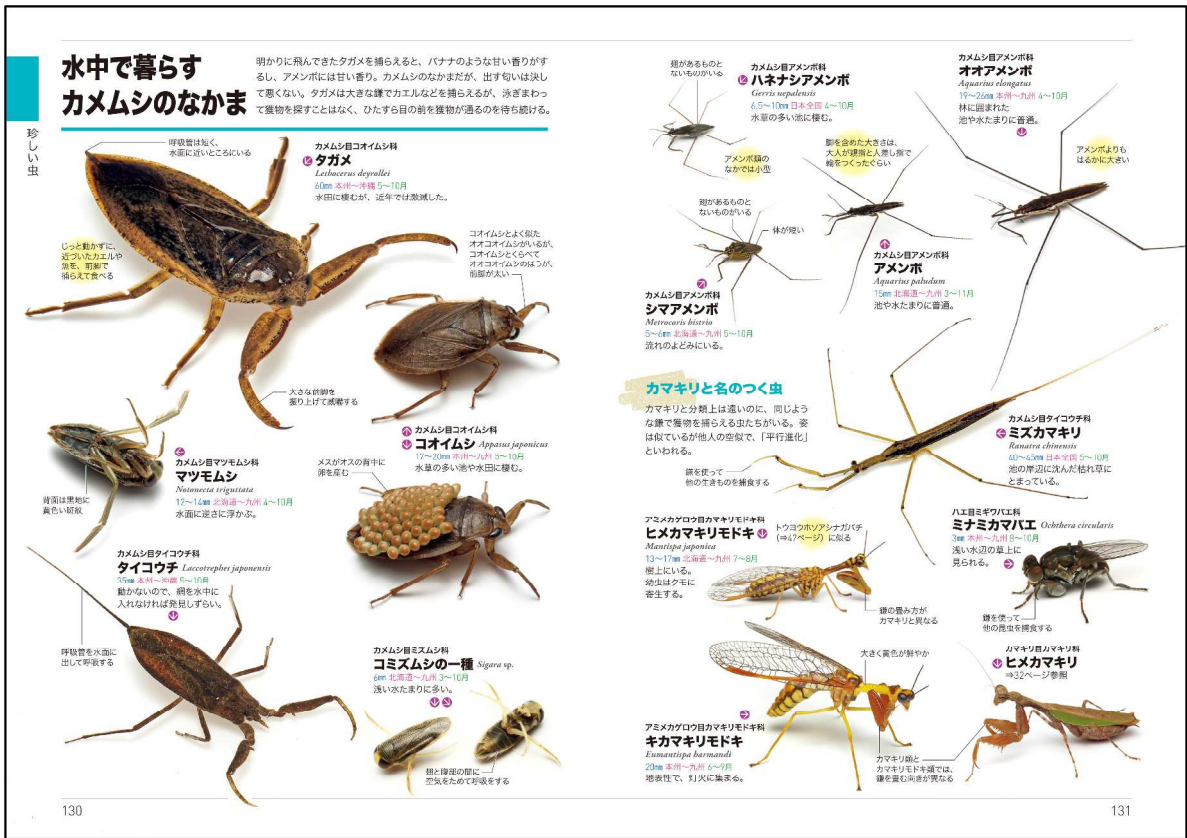 水中で暮らす
カメムシのなかま
明かりに飛んできたタガメを捕らえると、バナナのような甘い香りがす
るし、アメンボには甘い香り。カメムシのなかまだが、出す匂いは決し
て悪くない。タガメは大きな鎌でカエルなどを捕らえるが、泳ぎまわっ
て獲物を探すことはなく、ひたすら目の前を獲物が通るのを待ち続ける。
珍しい虫
呼吸管は短く、
水面に近いところにいる
カメムシ目コオイムシ科
タガメ
Lethocerus deyrollei
60mm 本州〜沖縄 5〜10月
水田に棲むが、近年では激減した。
じっと動かずに、
近づいたカエルや
魚を、前脚で
捕らえて食べる
コオイムシとよく似た
オオコオイムシがいるが、
コオイムシとくらべて
オオコオイムシのほうが、
前脚が太い
大きな前脚を
振り上げて威嚇する
カメムシ目コオイムシ科
コオイムシ Appasus japonicus
17〜20mm 本州〜九州 5〜10月
水草の多い池や水田に棲む。
カメムシ目マツモムシ科
マツモムシ
Notonecta triguttata
12〜14mm 北海道〜九州 4〜10月
水面に逆さに浮かぶ。
背面は黒地に
黄色い斑紋
メスがオスの背中に
卵を産む
カメムシ目タイコウチ科
タイコウチ Laccotrephes japonensis
35mm 本州〜沖縄 5〜10月
動かないので、網を水中に
入れなければ発見しずらい。
呼吸管を水面に
出して呼吸する
カメムシ目ミズムシ科
コミズムシの一種 Sigara sp.
6mm 北海道〜九州 3〜10月
浅い水たまりに多い。
翅と腹部の間に
空気をためて呼吸をする
130
翅があるものと
ないものがいる
カメムシ目アメンボ科
ハネナシアメンボ
Gerris nepalensis
6.5〜10mm 日本全国 4〜10月
水草の多い池に棲む。
アメンボ類の
なかでは小型
カメムシ目アメンボ科
オオアメンボ
Aquarius elongatus
19〜26mm 本州〜九州 4〜10月
林に囲まれた
池や水たまりに普通。
アメンボよりも
はるかに大きい
脚を含めた大きさは、
大人が親指と人差し指で
輪をつくったぐらい
翅があるものと
ないものがいる
体が短い
カメムシ目アメンボ科
アメンボ
Aquarius paludum
15mm 北海道〜九州 3〜11月
池や水たまりに普通。
カメムシ目アメンボ科
シマアメンボ
Metrocoris histrio
5〜6mm 北海道〜九州 5〜10月
流れのよどみにいる。
カマキリと名のつく虫
カマキリと分類上は遠いのに、同じよう
な鎌で獲物を捕らえる虫たちがいる。姿
は似ているが他人の空似で、「平行進化」
といわれる。
鎌を使って
他の生きものを捕食する
カメムシ目タイコウチ科
ミズカマキリ
Ranatra chinensis
40〜45mm 日本全国 5〜10月
池の岸辺に沈んだ枯れ草に
とまっている。
アミメカゲロウ目カマキリモドキ科
ヒメカマキリモドキ
Mantispa japonica
13〜17mm 北海道〜九州 7〜8月
樹上にいる。
幼虫はクモに
寄生する。
トウヨウホソアシナガバチ
(⇒47ページ) に似る
鎌の畳み方が
カマキリと異なる
ハエ目ミギワバエ科
ミナミカマバエ Ochthera circularis
3mm 本州〜九州 8〜10月
浅い水辺の草上に
見られる。
鎌を使って
他の昆虫を捕食する
大きく黄色が鮮やか
アミメカゲロウ目カマキリモドキ科
キカマキリモドキ
Eumantispa harmandi
20mm 本州〜九州 6〜9月
地表性で、灯火に集まる。
カマキリ目カマキリ科
ヒメカマキリ
⇒32ページ参照
カマキリ類と
カマキリモドキ類では、
鎌を畳む向きが異なる
131